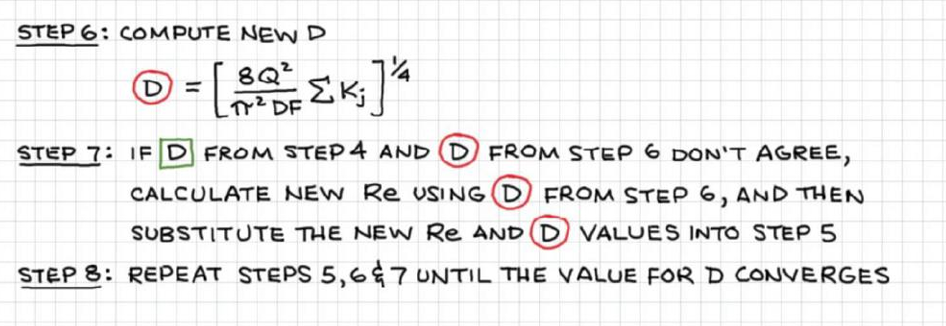 STEP 6: COMPUTE NEW D
D = [ 8Q² / π² DF Σ Kj ]^¼
STEP 7: IF D FROM STEP 4 AND D FROM STEP 6 DON'T AGREE,
CALCULATE NEW Re USING D FROM STEP 6, AND THEN
SUBSTITUTE THE NEW Re AND D VALUES INTO STEP 5
STEP 8: REPEAT STEPS 5, 6 & 7 UNTIL THE VALUE FOR D CONVERGES